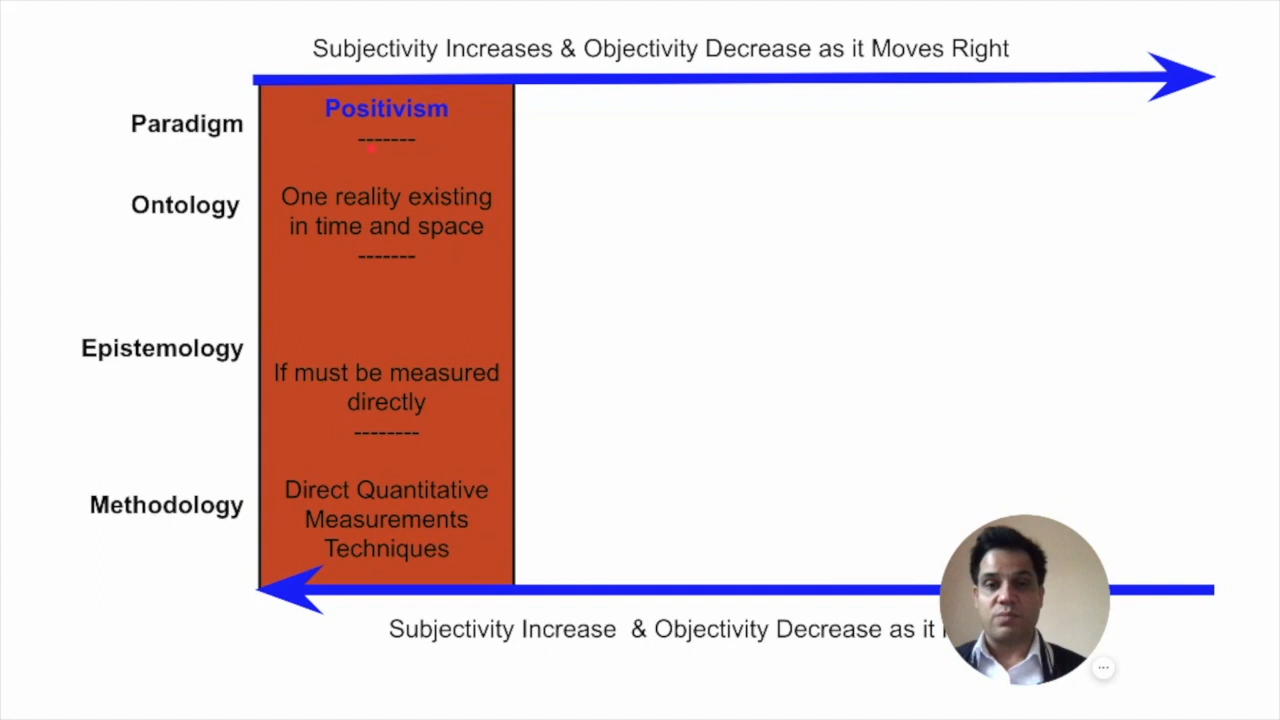 Subjectivity Increases & Objectivity Decrease as it Moves Right
Paradigm
Positivism
-------
Ontology
One reality existing
in time and space
-------
Epistemology
If must be measured
directly
--------
Methodology
Direct Quantitative
Measurements
Techniques
Subjectivity Increase & Objectivity Decrease as it